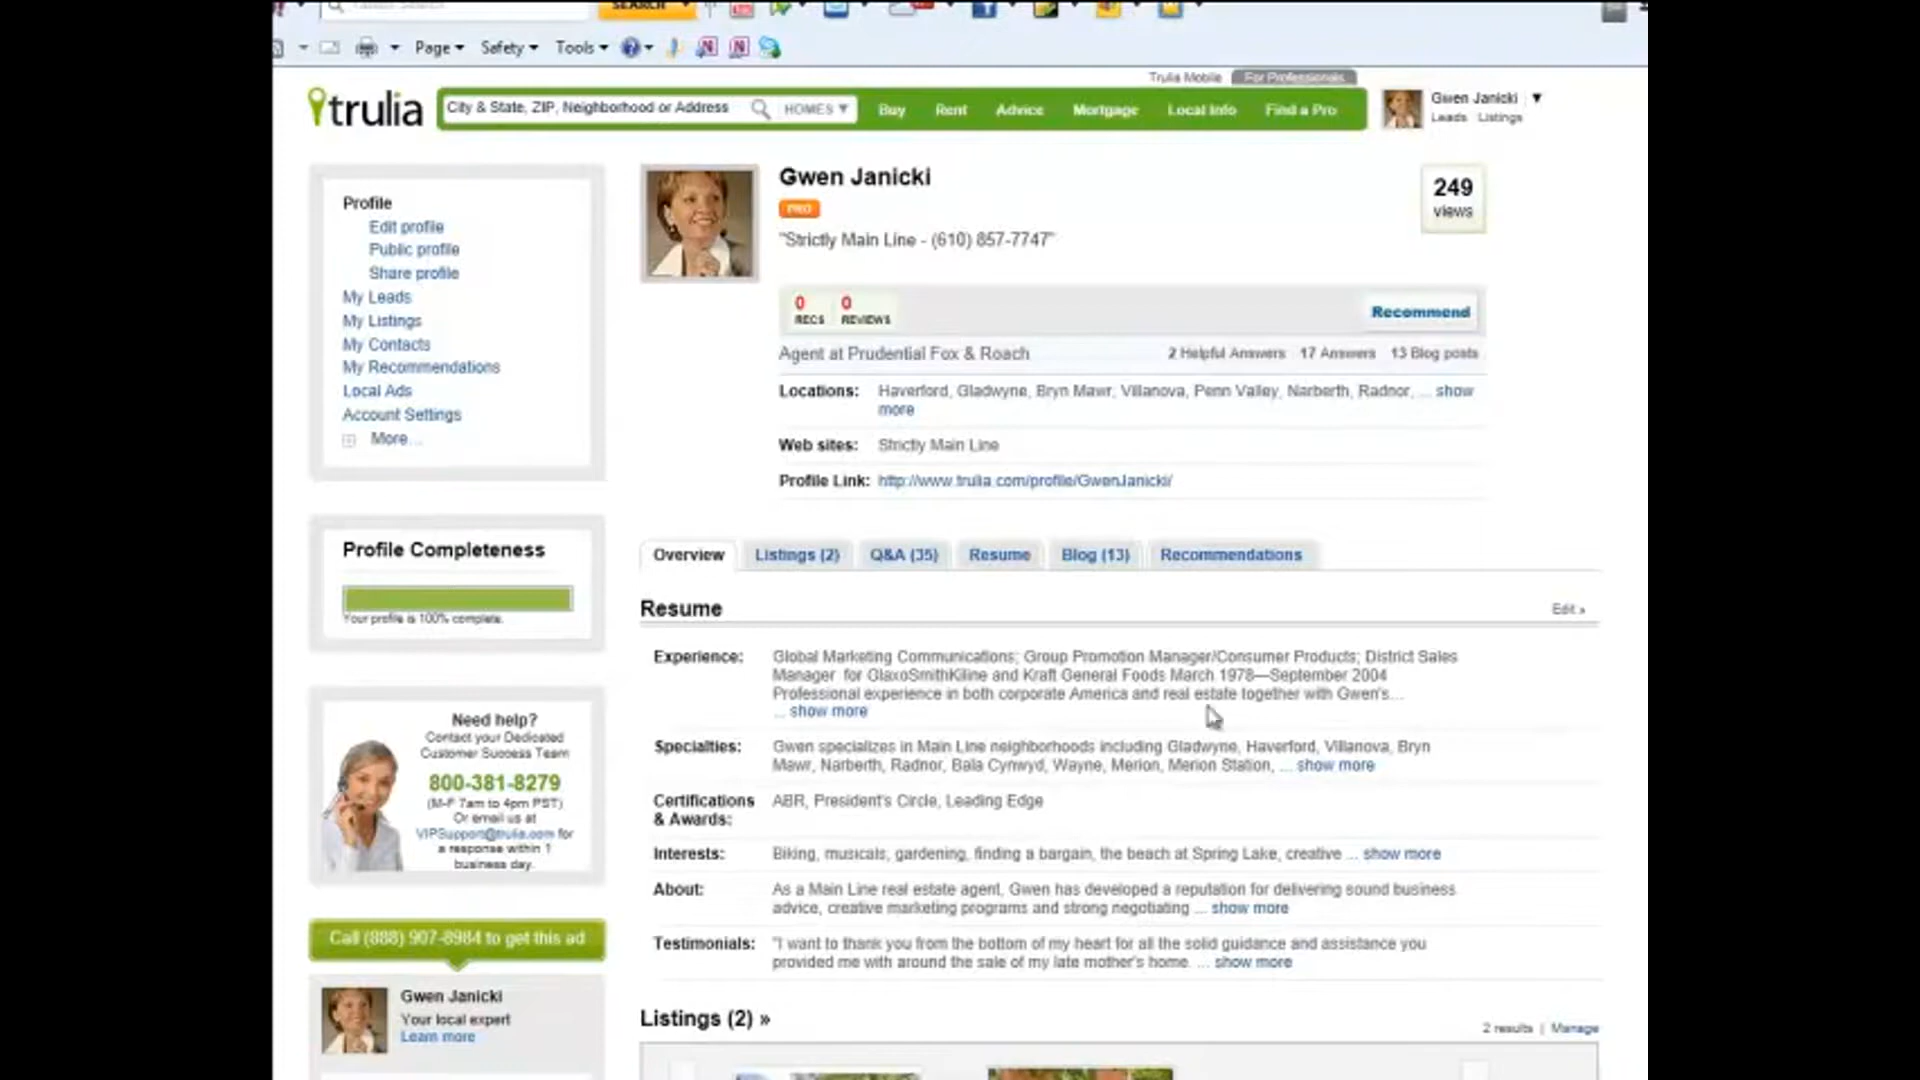 SEARCH
Page
Safety
Tools
Trulia Mobile
For Professionals
trulia
City & State, ZIP, Neighborhood or Address
HOMES
Buy
Rent
Advice
Mortgage
Local Info
Find a Pro
Gwen Janicki
Leads Listings
Profile
Edit profile
Public profile
Share profile
My Leads
My Listings
My Contacts
My Recommendations
Local Ads
Account Settings
More...
Gwen Janicki
PRO
"Strictly Main Line - (610) 857-7747"
249
views
0
RECS
0
REVIEWS
Recommend
Agent at Prudential Fox & Roach
2 Helpful Answers 17 Answers 13 Blog posts
Locations: Haverford, Gladwyne, Bryn Mawr, Villanova, Penn Valley, Narberth, Radnor, ... show
more
Web sites: Strictly Main Line
Profile Link: http://www.trulia.com/profile/GwenJanicki/
Profile Completeness
Your profile is 100% complete.
Overview
Listings (2)
Q&A (35)
Resume
Blog (13)
Recommendations
Resume
Edit »
Experience: Global Marketing Communications; Group Promotion Manager/Consumer Products; District Sales
Manager for GlaxoSmithKiline and Kraft General Foods March 1978—September 2004
Professional experience in both corporate America and real estate together with Gwen's...
... show more
Specialties: Gwen specializes in Main Line neighborhoods including Gladwyne, Haverford, Villanova, Bryn
Mawr, Narberth, Radnor, Bala Cynwyd, Wayne, Merion, Merion Station, ... show more
Certifications & Awards: ABR, President's Circle, Leading Edge
Interests: Biking, musicals, gardening, finding a bargain, the beach at Spring Lake, creative ... show more
About: As a Main Line real estate agent, Gwen has developed a reputation for delivering sound business
advice, creative marketing programs and strong negotiating ... show more
Testimonials: "I want to thank you from the bottom of my heart for all the solid guidance and assistance you
provided me with around the sale of my late mother's home. ... show more
Need help?
Contact your Dedicated
Customer Success Team
800-381-8279
(M-F 7am to 4pm PST)
Or email us at
VIPSupport@trulia.com for
a response within 1
business day.
Call (888) 907-8984 to get this ad
Gwen Janicki
Your local expert
Learn more
Listings (2) »
2 results | Manage